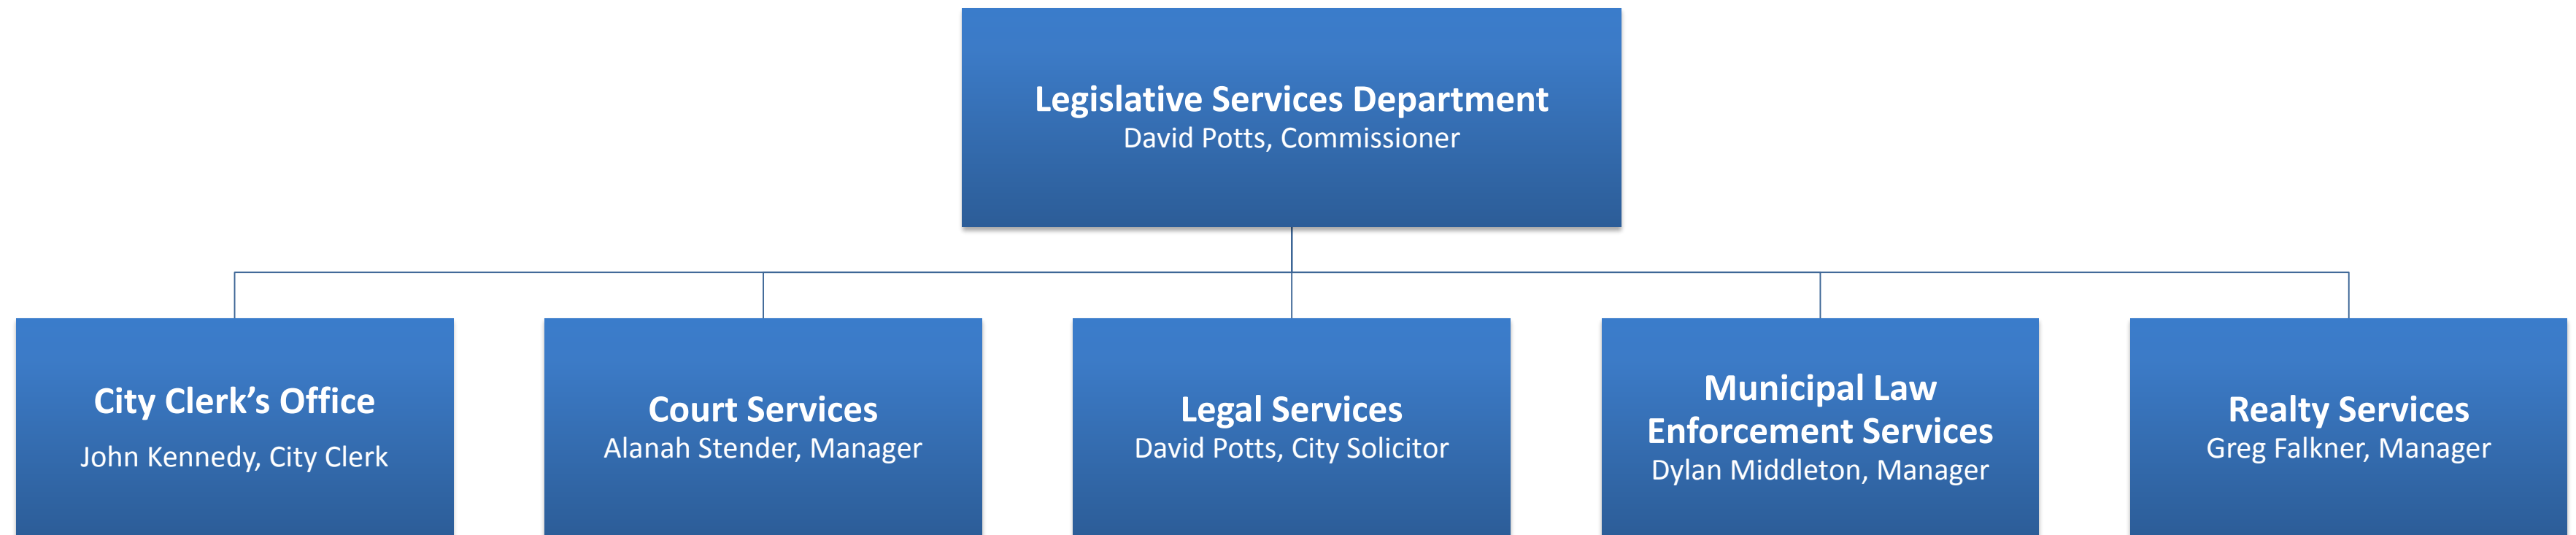 Legislative Services Department
David Potts, Commissioner
City Clerk’s Office
John Kennedy, City Clerk
Court Services
Alanah Stender, Manager
Legal Services
David Potts, City Solicitor
Municipal Law
Enforcement Services
Dylan Middleton, Manager
Realty Services
Greg Falkner, Manager